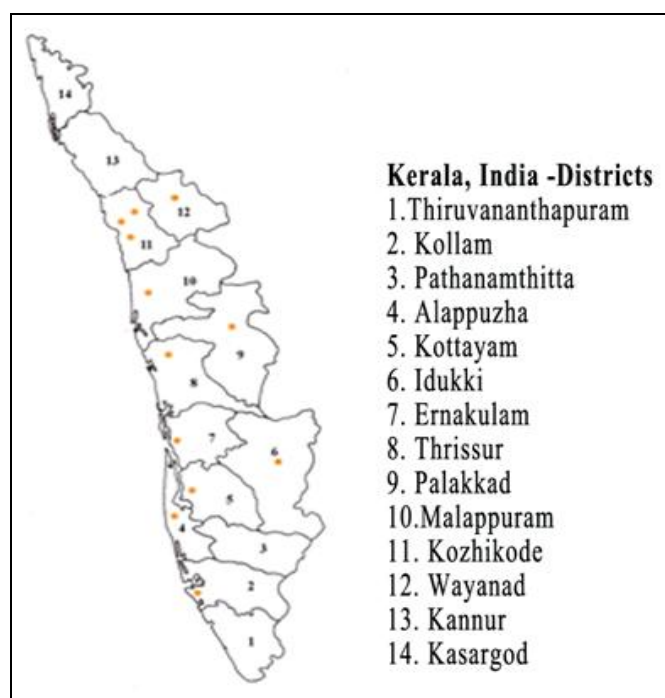 14
13
12
11
10
9
8
7
6
5
4
3
2
1
Kerala, India -Districts
1.Thiruvananthapuram
2. Kollam
3. Pathanamthitta
4. Alappuzha
5. Kottayam
6. Idukki
7. Ernakulam
8. Thrissur
9. Palakkad
10.Malappuram
11. Kozhikode
12. Wayanad
13. Kannur
14. Kasargod